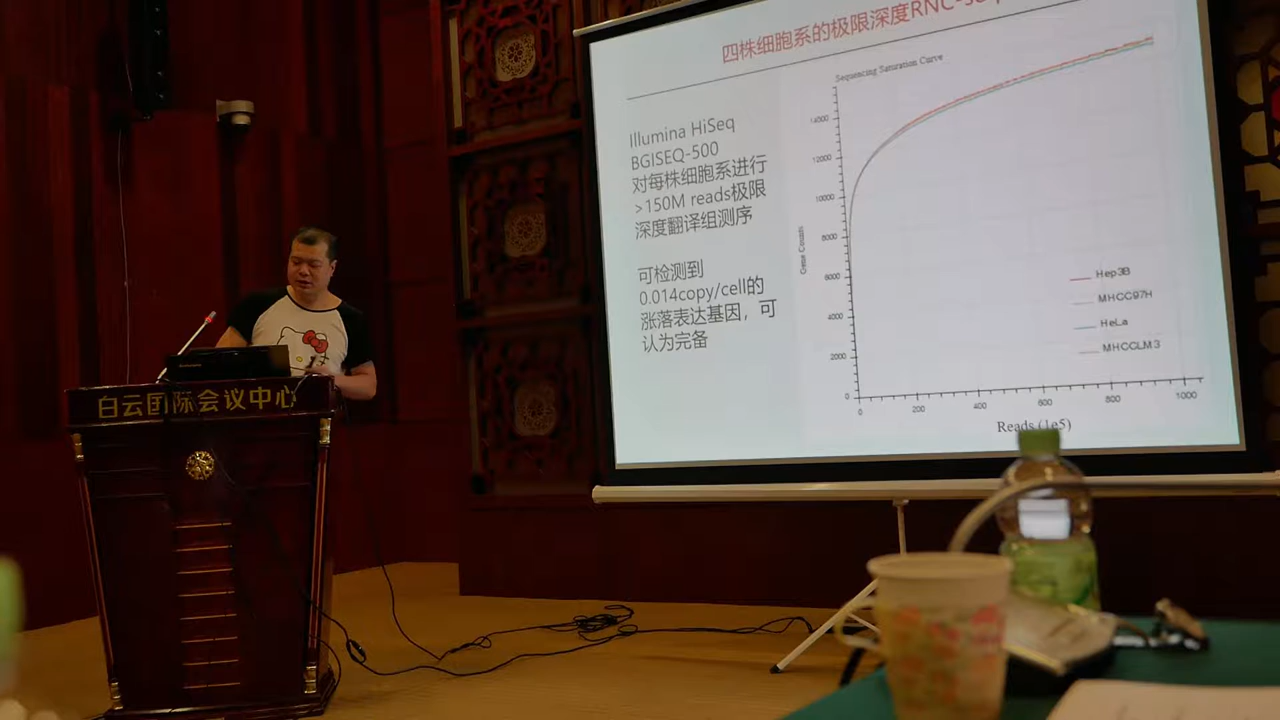 四株细胞系的极限深度RNC-
Illumina HiSeq
BGISEQ-500
对每株细胞系进行
>150M reads极限
深度翻译组测序
可检测到
0.014copy/cell的
涨落表达基因，可
认为完备
Sequencing Saturation Curve
Gene Counts
14000
12000
10000
8000
6000
4000
2000
0
0 200 400 600 800 1000
Reads (1e5)
Hep3B
MHCC97H
HeLa
MHCCLM3
白云国际会议中心